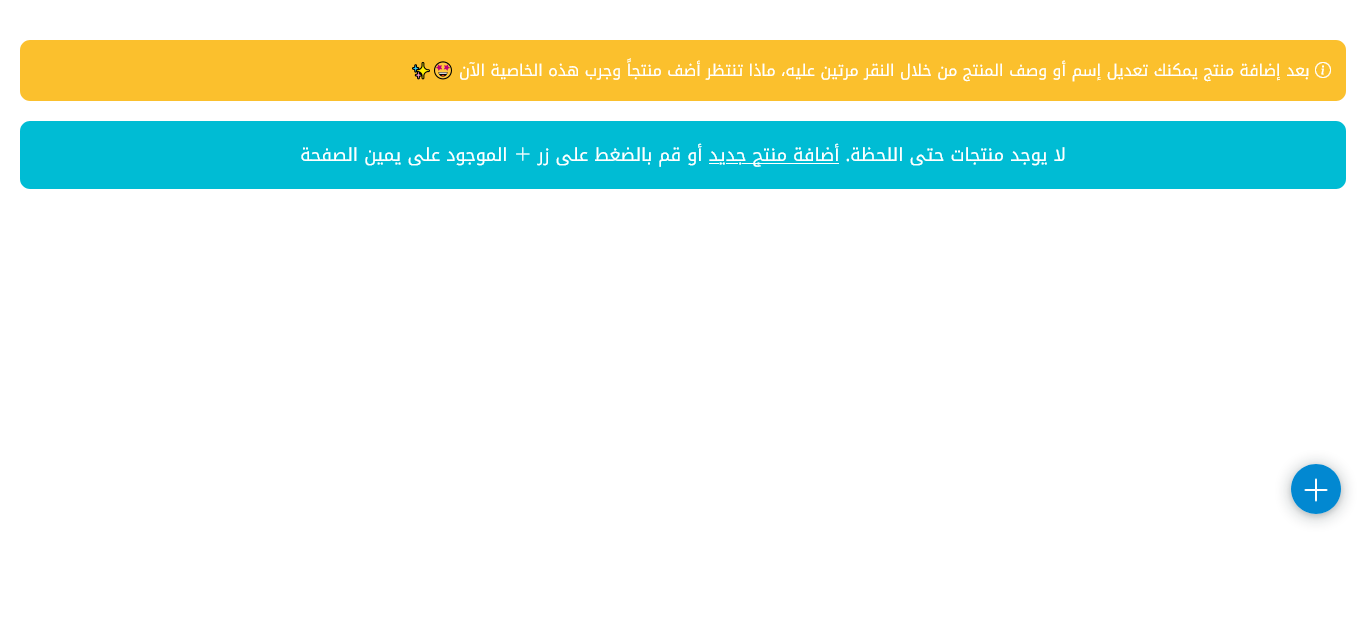 بعد إضافة منتج يمكنك تعديل إسم أو وصف المنتج من خلال النقر مرتين عليه، ماذا تنتظر أضف منتجاً وجرب هذه الخاصية الآن 🤩✨
لا يوجد منتجات حتى اللحظة. أضافة منتج جديد أو قم بالضغط على زر + الموجود على يمين الصفحة